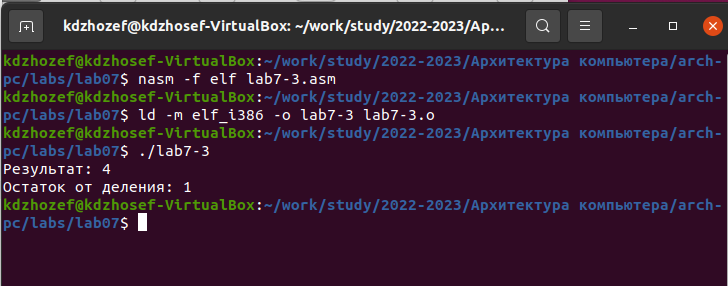 kdzhozef@kdzhosef-VirtualBox: ~/work/study/2022-2023/Ар...
kdzhozef@kdzhosef-VirtualBox:~/work/study/2022-2023/Архитектура компьютера/arch-
pc/labs/lab07$ nasm -f elf lab7-3.asm
kdzhozef@kdzhosef-VirtualBox:~/work/study/2022-2023/Архитектура компьютера/arch-
pc/labs/lab07$ ld -m elf_i386 -o lab7-3 lab7-3.o
kdzhozef@kdzhosef-VirtualBox:~/work/study/2022-2023/Архитектура компьютера/arch-
pc/labs/lab07$ ./lab7-3
Результат: 4
Остаток от деления: 1
kdzhozef@kdzhosef-VirtualBox:~/work/study/2022-2023/Архитектура компьютера/arch-
pc/labs/lab07$